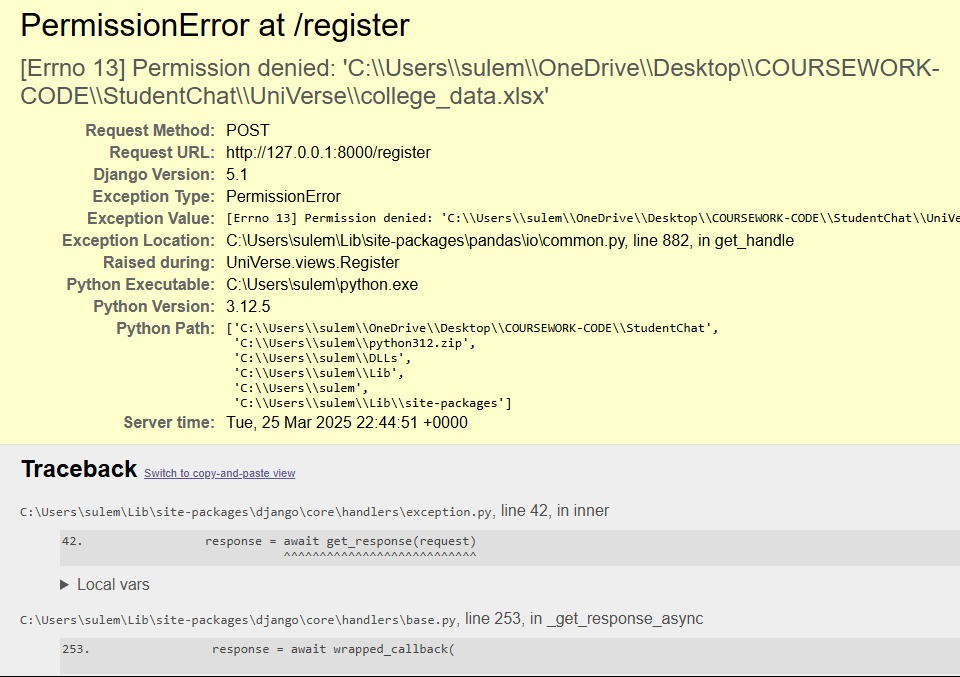 PermissionError at /register
[Errno 13] Permission denied: 'C:\\Users\\sulem\\OneDrive\\Desktop\\COURSEWORK-
CODE\\StudentChat\\UniVerse\\college_data.xlsx'
Request Method: POST
Request URL: http://127.0.0.1:8000/register
Django Version: 5.1
Exception Type: PermissionError
Exception Value: [Errno 13] Permission denied: 'C:\\Users\\sulem\\OneDrive\\Desktop\\COURSEWORK-CODE\\StudentChat\\UniVe
Exception Location: C:\Users\sulem\Lib\site-packages\pandas\io\common.py, line 882, in get_handle
Raised during: UniVerse.views.Register
Python Executable: C:\Users\sulem\python.exe
Python Version: 3.12.5
Python Path: ['C:\\Users\\sulem\\OneDrive\\Desktop\\COURSEWORK-CODE\\StudentChat',
'C:\\Users\\sulem\\python312.zip',
'C:\\Users\\sulem\\DLLs',
'C:\\Users\\sulem\\Lib',
'C:\\Users\\sulem',
'C:\\Users\\sulem\\Lib\\site-packages']
Server time: Tue, 25 Mar 2025 22:44:51 +0000
Traceback Switch to copy-and-paste view
C:\Users\sulem\Lib\site-packages\django\core\handlers\exception.py, line 42, in inner
42. response = await get_response(request)
^^^^^^^^^^^^^^^^^^^^^^^^^^^
Local vars
C:\Users\sulem\Lib\site-packages\django\core\handlers\base.py, line 253, in _get_response_async
253. response = await wrapped_callback(